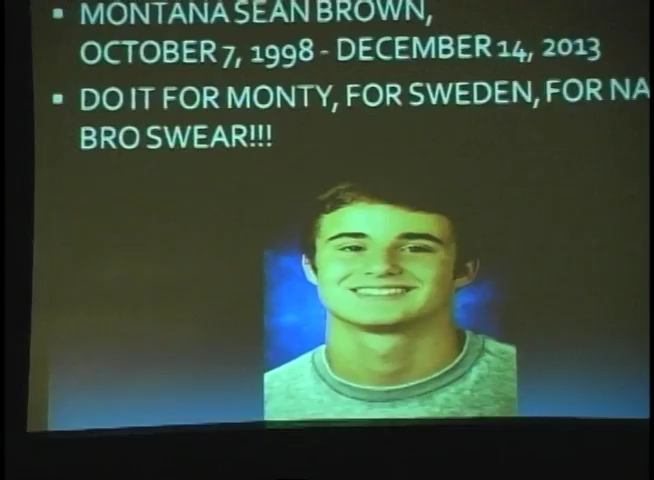 MONTANA SEAN BROWN,
OCTOBER 7, 1998 - DECEMBER 14, 2013
DO IT FOR MONTY, FOR SWEDEN, FOR NA
BRO SWEAR!!!